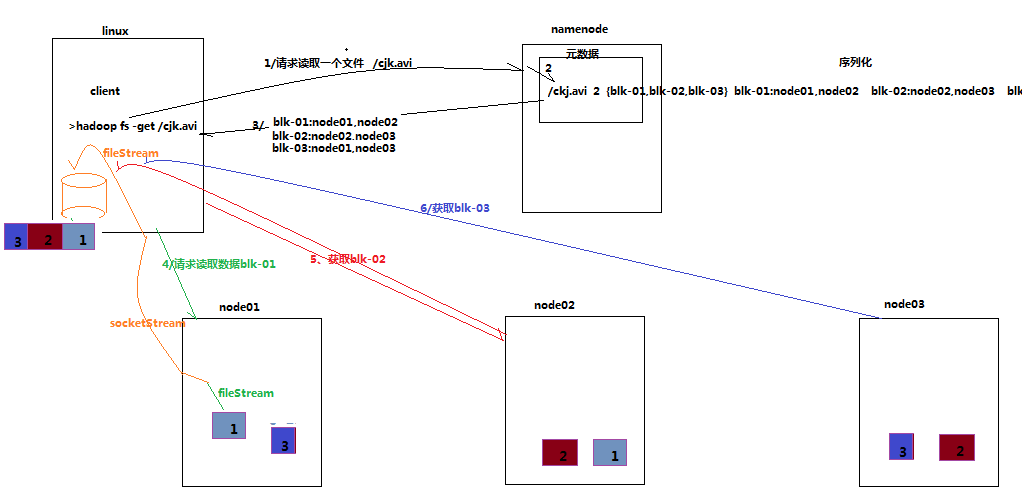 linux
namenode
1/请求读取一个文件 /cjk.avi
元数据
序列化
2
client
/ckj.avi 2 {blk-01,blk-02,blk-03} blk-01:node01,node02 blk-02:node02,node03 blk
>hadoop fs -get /cjk.avi
3/ blk-01:node01,node02
blk-02:node02.node03
blk-03:node01,node03
fileStream
6/获取blk-03
3 2 1
4/请求读取数据blk-01
5、获取blk-02
node01
node02
node03
socketStream
fileStream
1
3
2
1
3
2